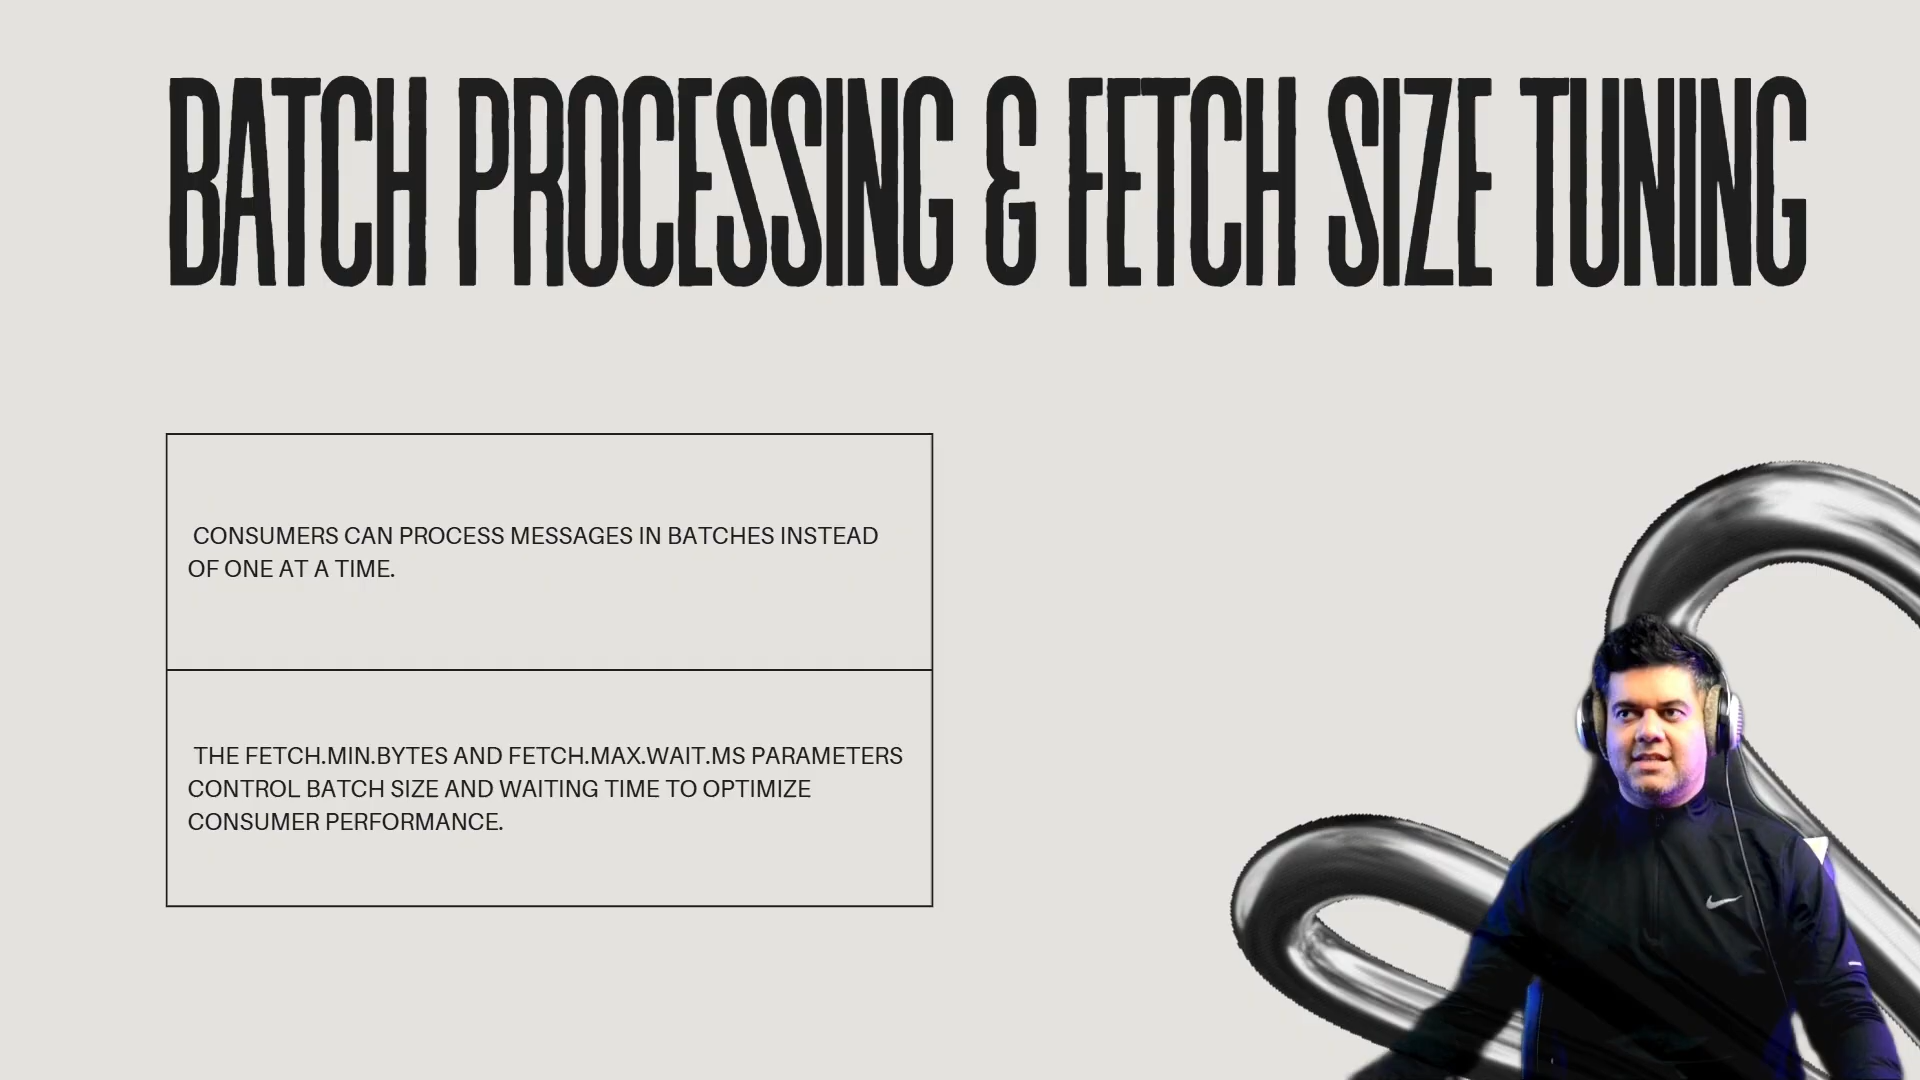 BATCH PROCESSING & FETCH SIZE TUNING
CONSUMERS CAN PROCESS MESSAGES IN BATCHES INSTEAD
OF ONE AT A TIME.
THE FETCH.MIN.BYTES AND FETCH.MAX.WAIT.MS PARAMETERS
CONTROL BATCH SIZE AND WAITING TIME TO OPTIMIZE
CONSUMER PERFORMANCE.